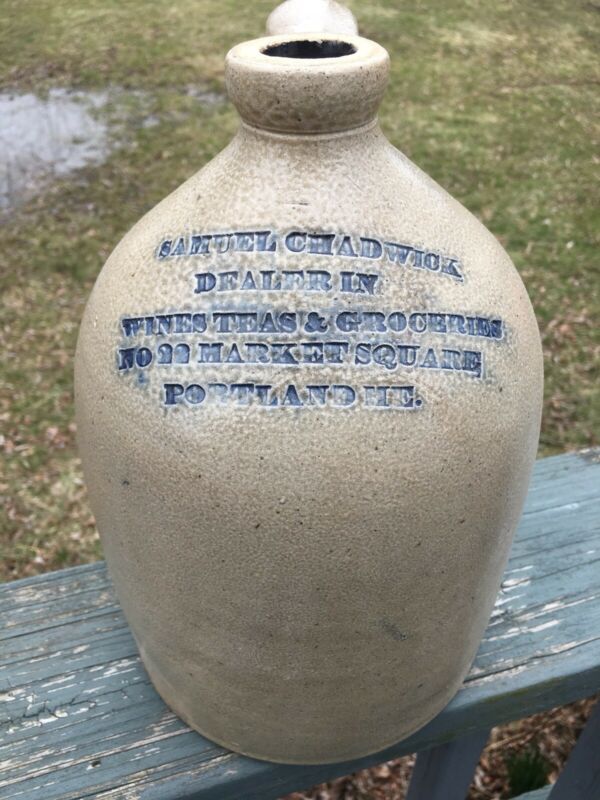 SAMUEL CHADWICK
DEALER IN
WINES TEAS & GROCERIES
NO 22 MARKET SQUARE
PORTLAND ME.